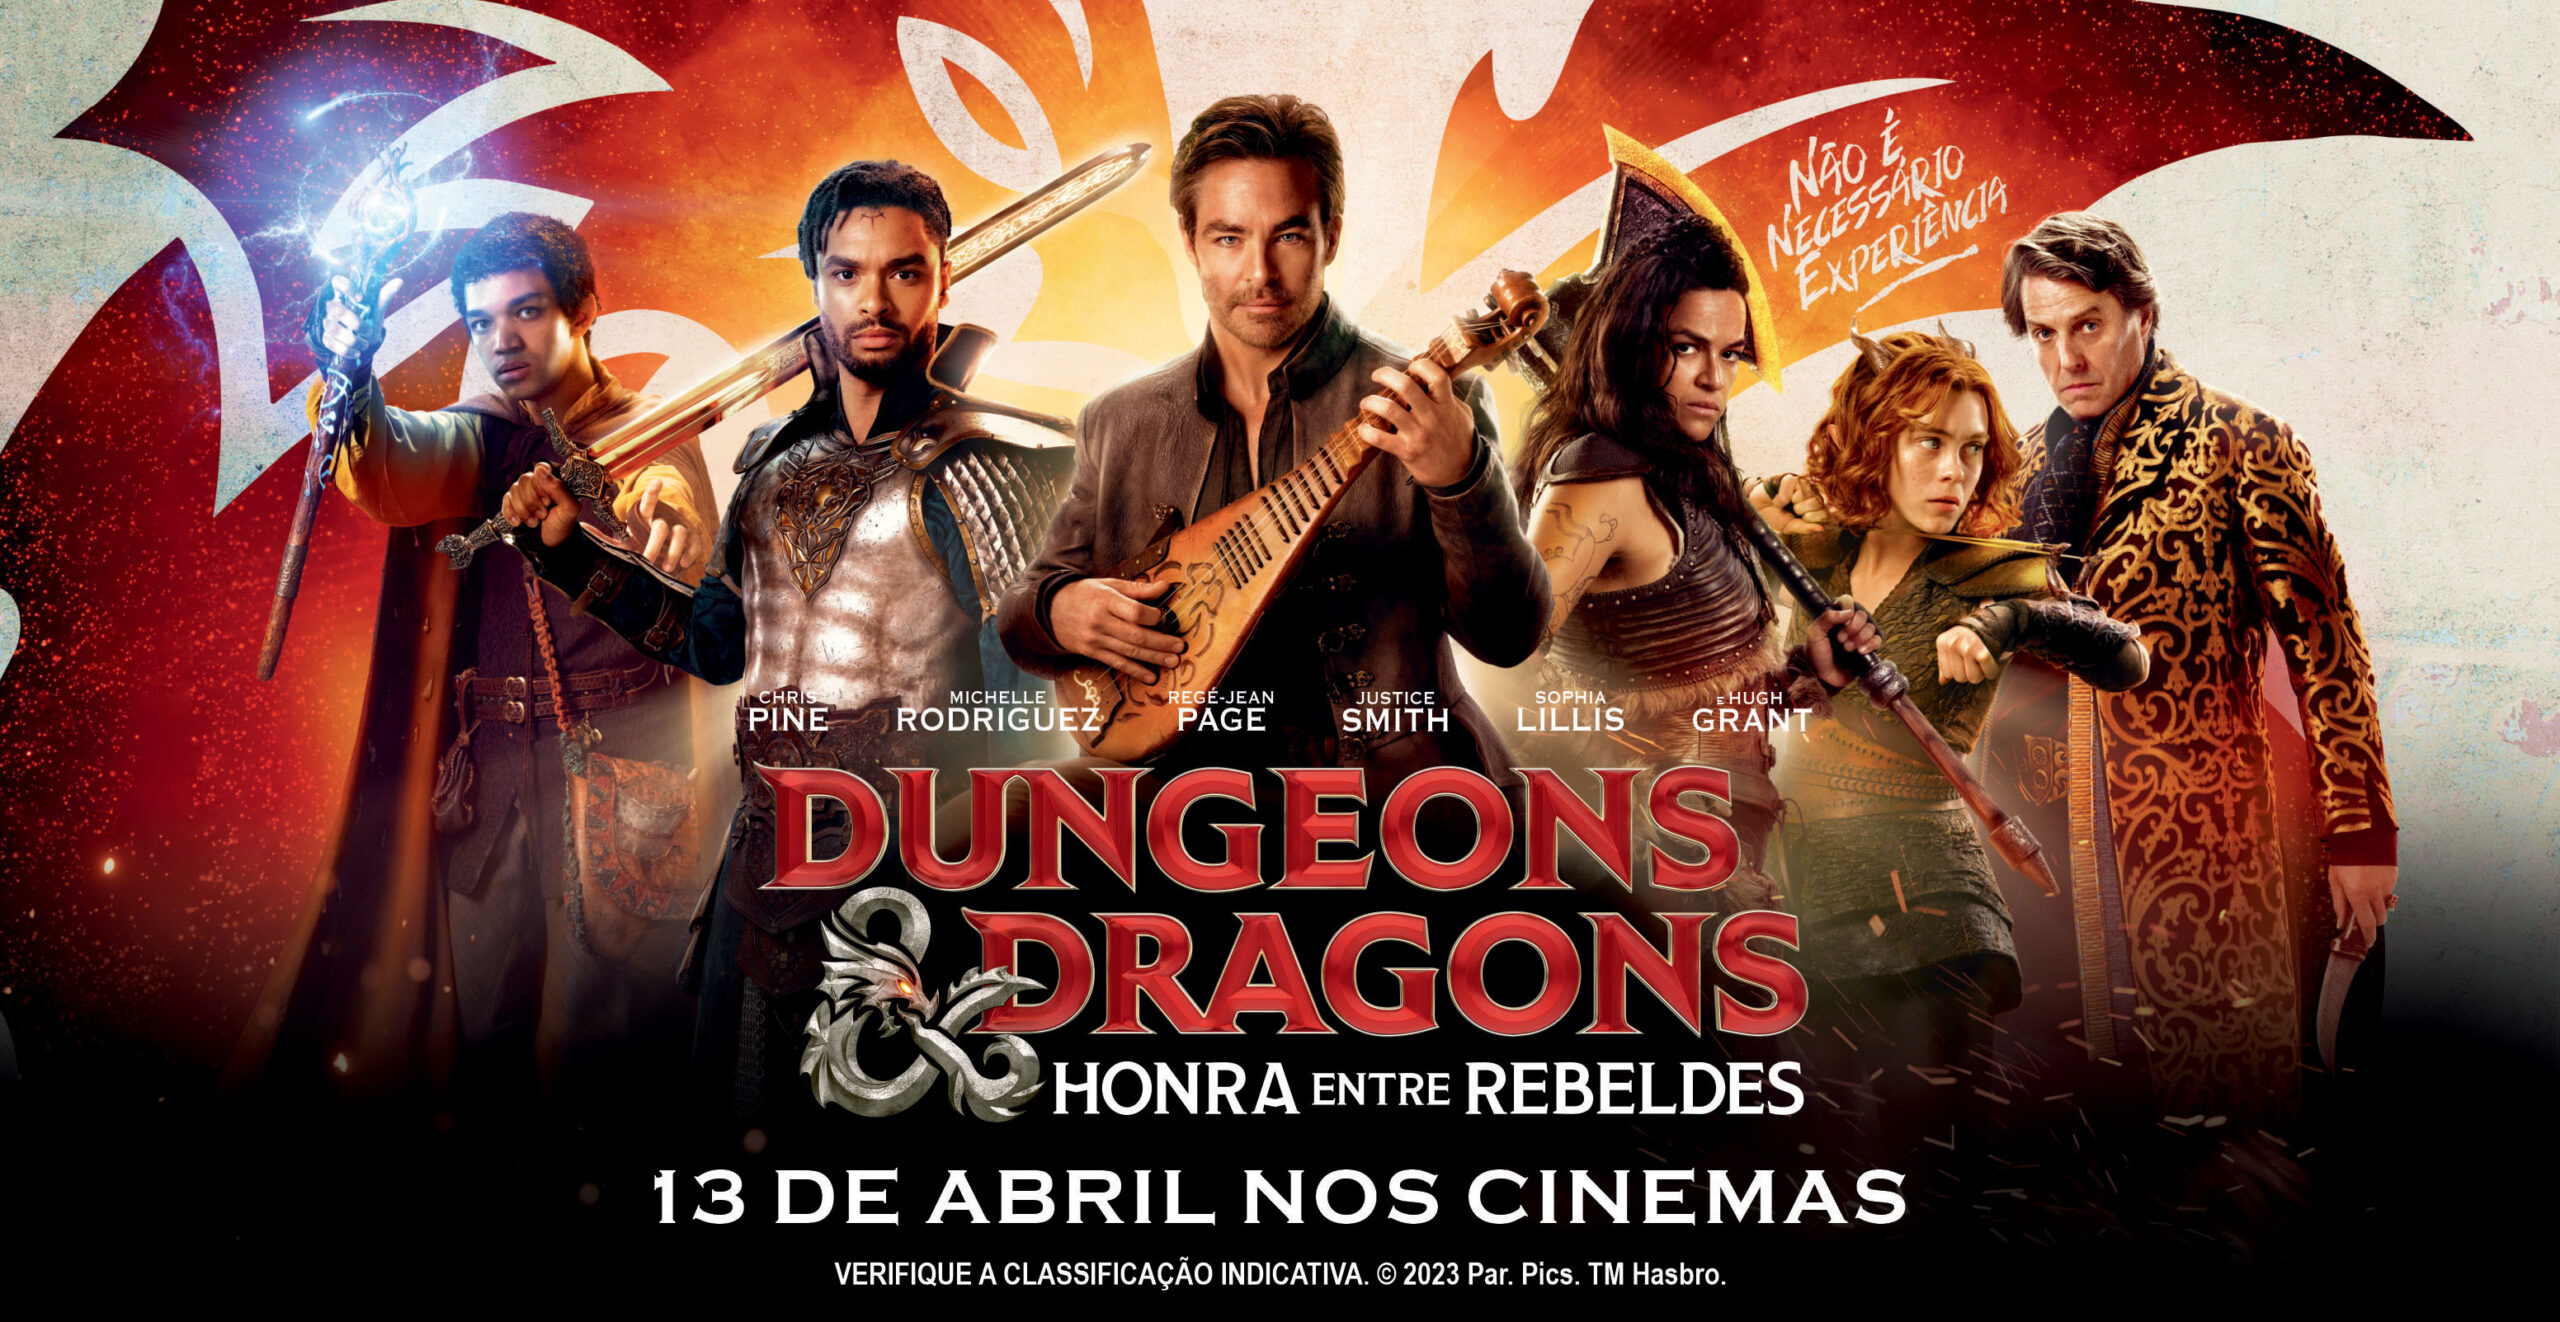 NÃO É
NECESSÁRIO
EXPERIÊNCIA
CHRIS
PINE
MICHELLE
RODRIGUEZ
REGÉ-JEAN
PAGE
JUSTICE
SMITH
SOPHIA
LILLIS
E HUGH
GRANT
DUNGEONS
& DRAGONS
HONRA ENTRE REBELDES
13 DE ABRIL NOS CINEMAS
VERIFIQUE A CLASSIFICAÇÃO INDICATIVA. © 2023 Par. Pics. TM Hasbro.